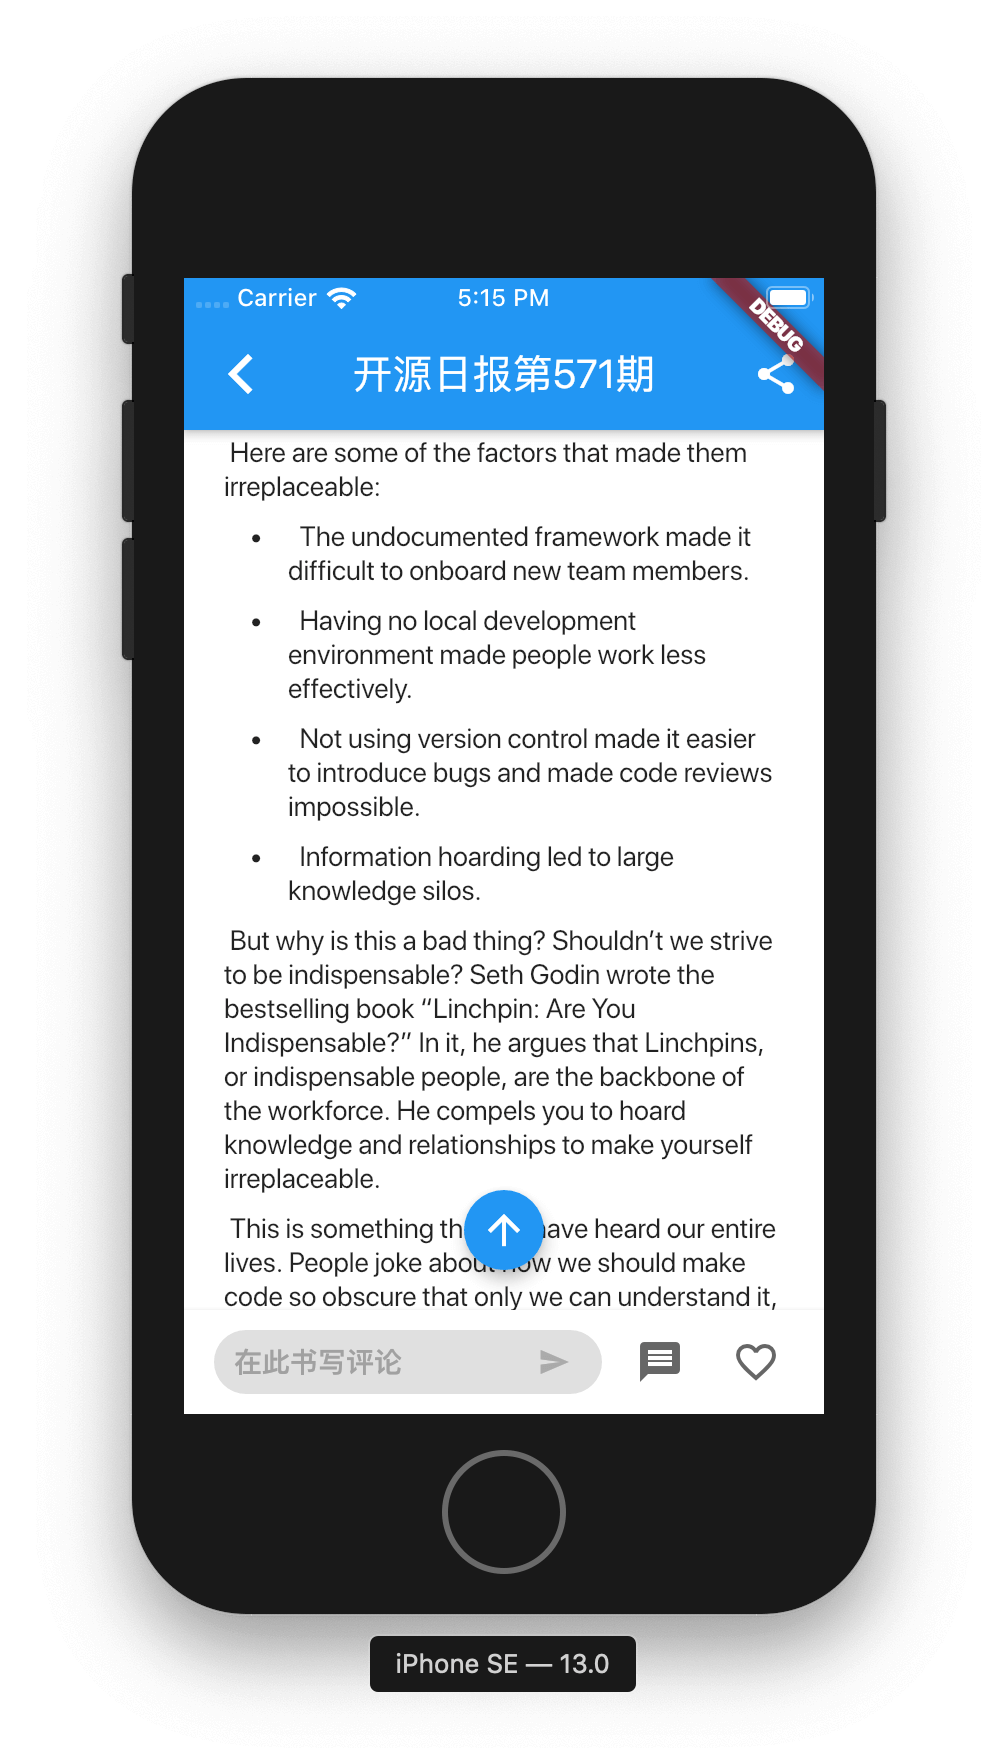 Carrier 5:15 PM
DEBUG
开源日报第571期
Here are some of the factors that made them
irreplaceable:
• The undocumented framework made it
difficult to onboard new team members.
• Having no local development
environment made people work less
effectively.
• Not using version control made it easier
to introduce bugs and made code reviews
impossible.
• Information hoarding led to large
knowledge silos.
But why is this a bad thing? Shouldn’t we strive
to be indispensable? Seth Godin wrote the
bestselling book “Linchpin: Are You
Indispensable?” In it, he argues that Linchpins,
or indispensable people, are the backbone of
the workforce. He compels you to hoard
knowledge and relationships to make yourself
irreplaceable.
This is something have heard our entire
lives. People joke about how we should make
code so obscure that only we can understand it,
在此书写评论
iPhone SE — 13.0